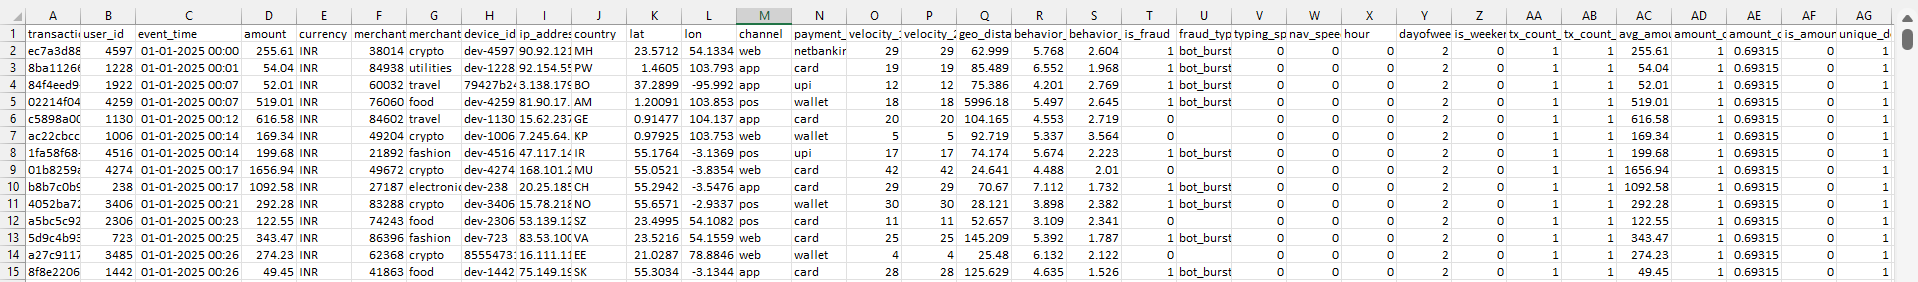 A B C D E F G H I J K L M N O P Q R S T U V W X Y Z AA AB AC AD AE AF AG
1 transactio user_id event_time amount currency merchant merchant device_id ip_addres country lat lon channel payment_ velocity_1 velocity_2 geo_dista behavior_ behavior_ is_fraud fraud_typ typing_sp nav_spee hour dayofwee is_weeken tx_count_ tx_count_ avg_amou amount_d amount_c is_amoun unique_de
2 ec7a3d88 4597 01-01-2025 00:00 255.61 INR 38014 crypto dev-4597 90.92.121 MH 23.5712 54.1334 web netbankin 29 29 62.999 5.768 2.604 1 bot_burst 0 0 0 2 0 1 1 255.61 1 0.69315 0 1
3 8ba11266 1228 01-01-2025 00:01 54.04 INR 84938 utilities dev-1228 92.154.55 PW 1.4605 103.793 app card 19 19 85.489 6.552 1.968 1 bot_burst 0 0 0 2 0 1 1 54.04 1 0.69315 0 1
4 84f4eed9 1922 01-01-2025 00:07 52.01 INR 60032 travel 79427b24 3.138.179 BO 37.2899 -95.992 app upi 12 12 75.386 4.201 2.769 1 bot_burst 0 0 0 2 0 1 1 52.01 1 0.69315 0 1
5 02214f04 4259 01-01-2025 00:07 519.01 INR 76060 food dev-4259 81.90.17. AM 1.20091 103.853 pos wallet 18 18 5996.18 5.497 2.645 1 bot_burst 0 0 0 2 0 1 1 519.01 1 0.69315 0 1
6 c5898a00 1130 01-01-2025 00:12 616.58 INR 84602 travel dev-1130 15.62.237 GE 0.91477 104.137 app card 20 20 104.165 4.553 2.719 0 0 0 0 2 0 1 1 616.58 1 0.69315 0 1
7 ac22cbcc 1006 01-01-2025 00:14 169.34 INR 49204 crypto dev-1006 7.245.64. KP 0.97925 103.753 web wallet 5 5 92.719 5.337 3.564 0 0 0 0 2 0 1 1 169.34 1 0.69315 0 1
8 1fa58f68- 4516 01-01-2025 00:14 199.68 INR 21892 fashion dev-4516 47.117.14 IR 55.1764 -3.1369 pos upi 17 17 74.174 5.674 2.223 1 bot_burst 0 0 0 2 0 1 1 199.68 1 0.69315 0 1
9 01b8259a 4274 01-01-2025 00:17 1656.94 INR 49672 crypto dev-4274 168.101.2 MU 55.0521 -3.8354 web card 42 42 24.641 4.488 2.01 0 0 0 0 2 0 1 1 1656.94 1 0.69315 0 1
10 b8b7c0b9 238 01-01-2025 00:17 1092.58 INR 27187 electronic dev-238 20.25.185 CH 55.2942 -3.5476 app card 29 29 70.67 7.112 1.732 1 bot_burst 0 0 0 2 0 1 1 1092.58 1 0.69315 0 1
11 4052ba72 3406 01-01-2025 00:21 292.28 INR 83288 crypto dev-3406 15.78.218 NO 55.6571 -2.9337 pos wallet 30 30 28.121 3.898 2.382 1 bot_burst 0 0 0 2 0 1 1 292.28 1 0.69315 0 1
12 a5bc5c92 2306 01-01-2025 00:23 122.55 INR 74243 food dev-2306 53.139.12 SZ 23.4995 54.1082 pos card 11 11 52.657 3.109 2.341 0 0 0 0 2 0 1 1 122.55 1 0.69315 0 1
13 5d9c4b93 723 01-01-2025 00:25 343.47 INR 86396 fashion dev-723 83.53.100 VA 23.5216 54.1559 web card 25 25 145.209 5.392 1.787 1 bot_burst 0 0 0 2 0 1 1 343.47 1 0.69315 0 1
14 a27c9117 3485 01-01-2025 00:26 274.23 INR 62368 crypto 85554731 16.111.11 EE 21.0287 78.8846 web wallet 4 4 25.48 6.132 2.122 0 0 0 0 2 0 1 1 274.23 1 0.69315 0 1
15 8f8e2206 1442 01-01-2025 00:26 49.45 INR 41863 food dev-1442 75.149.19 SK 55.3034 -3.1344 app card 28 28 125.629 4.635 1.526 1 bot_burst 0 0 0 2 0 1 1 49.45 1 0.69315 0 1